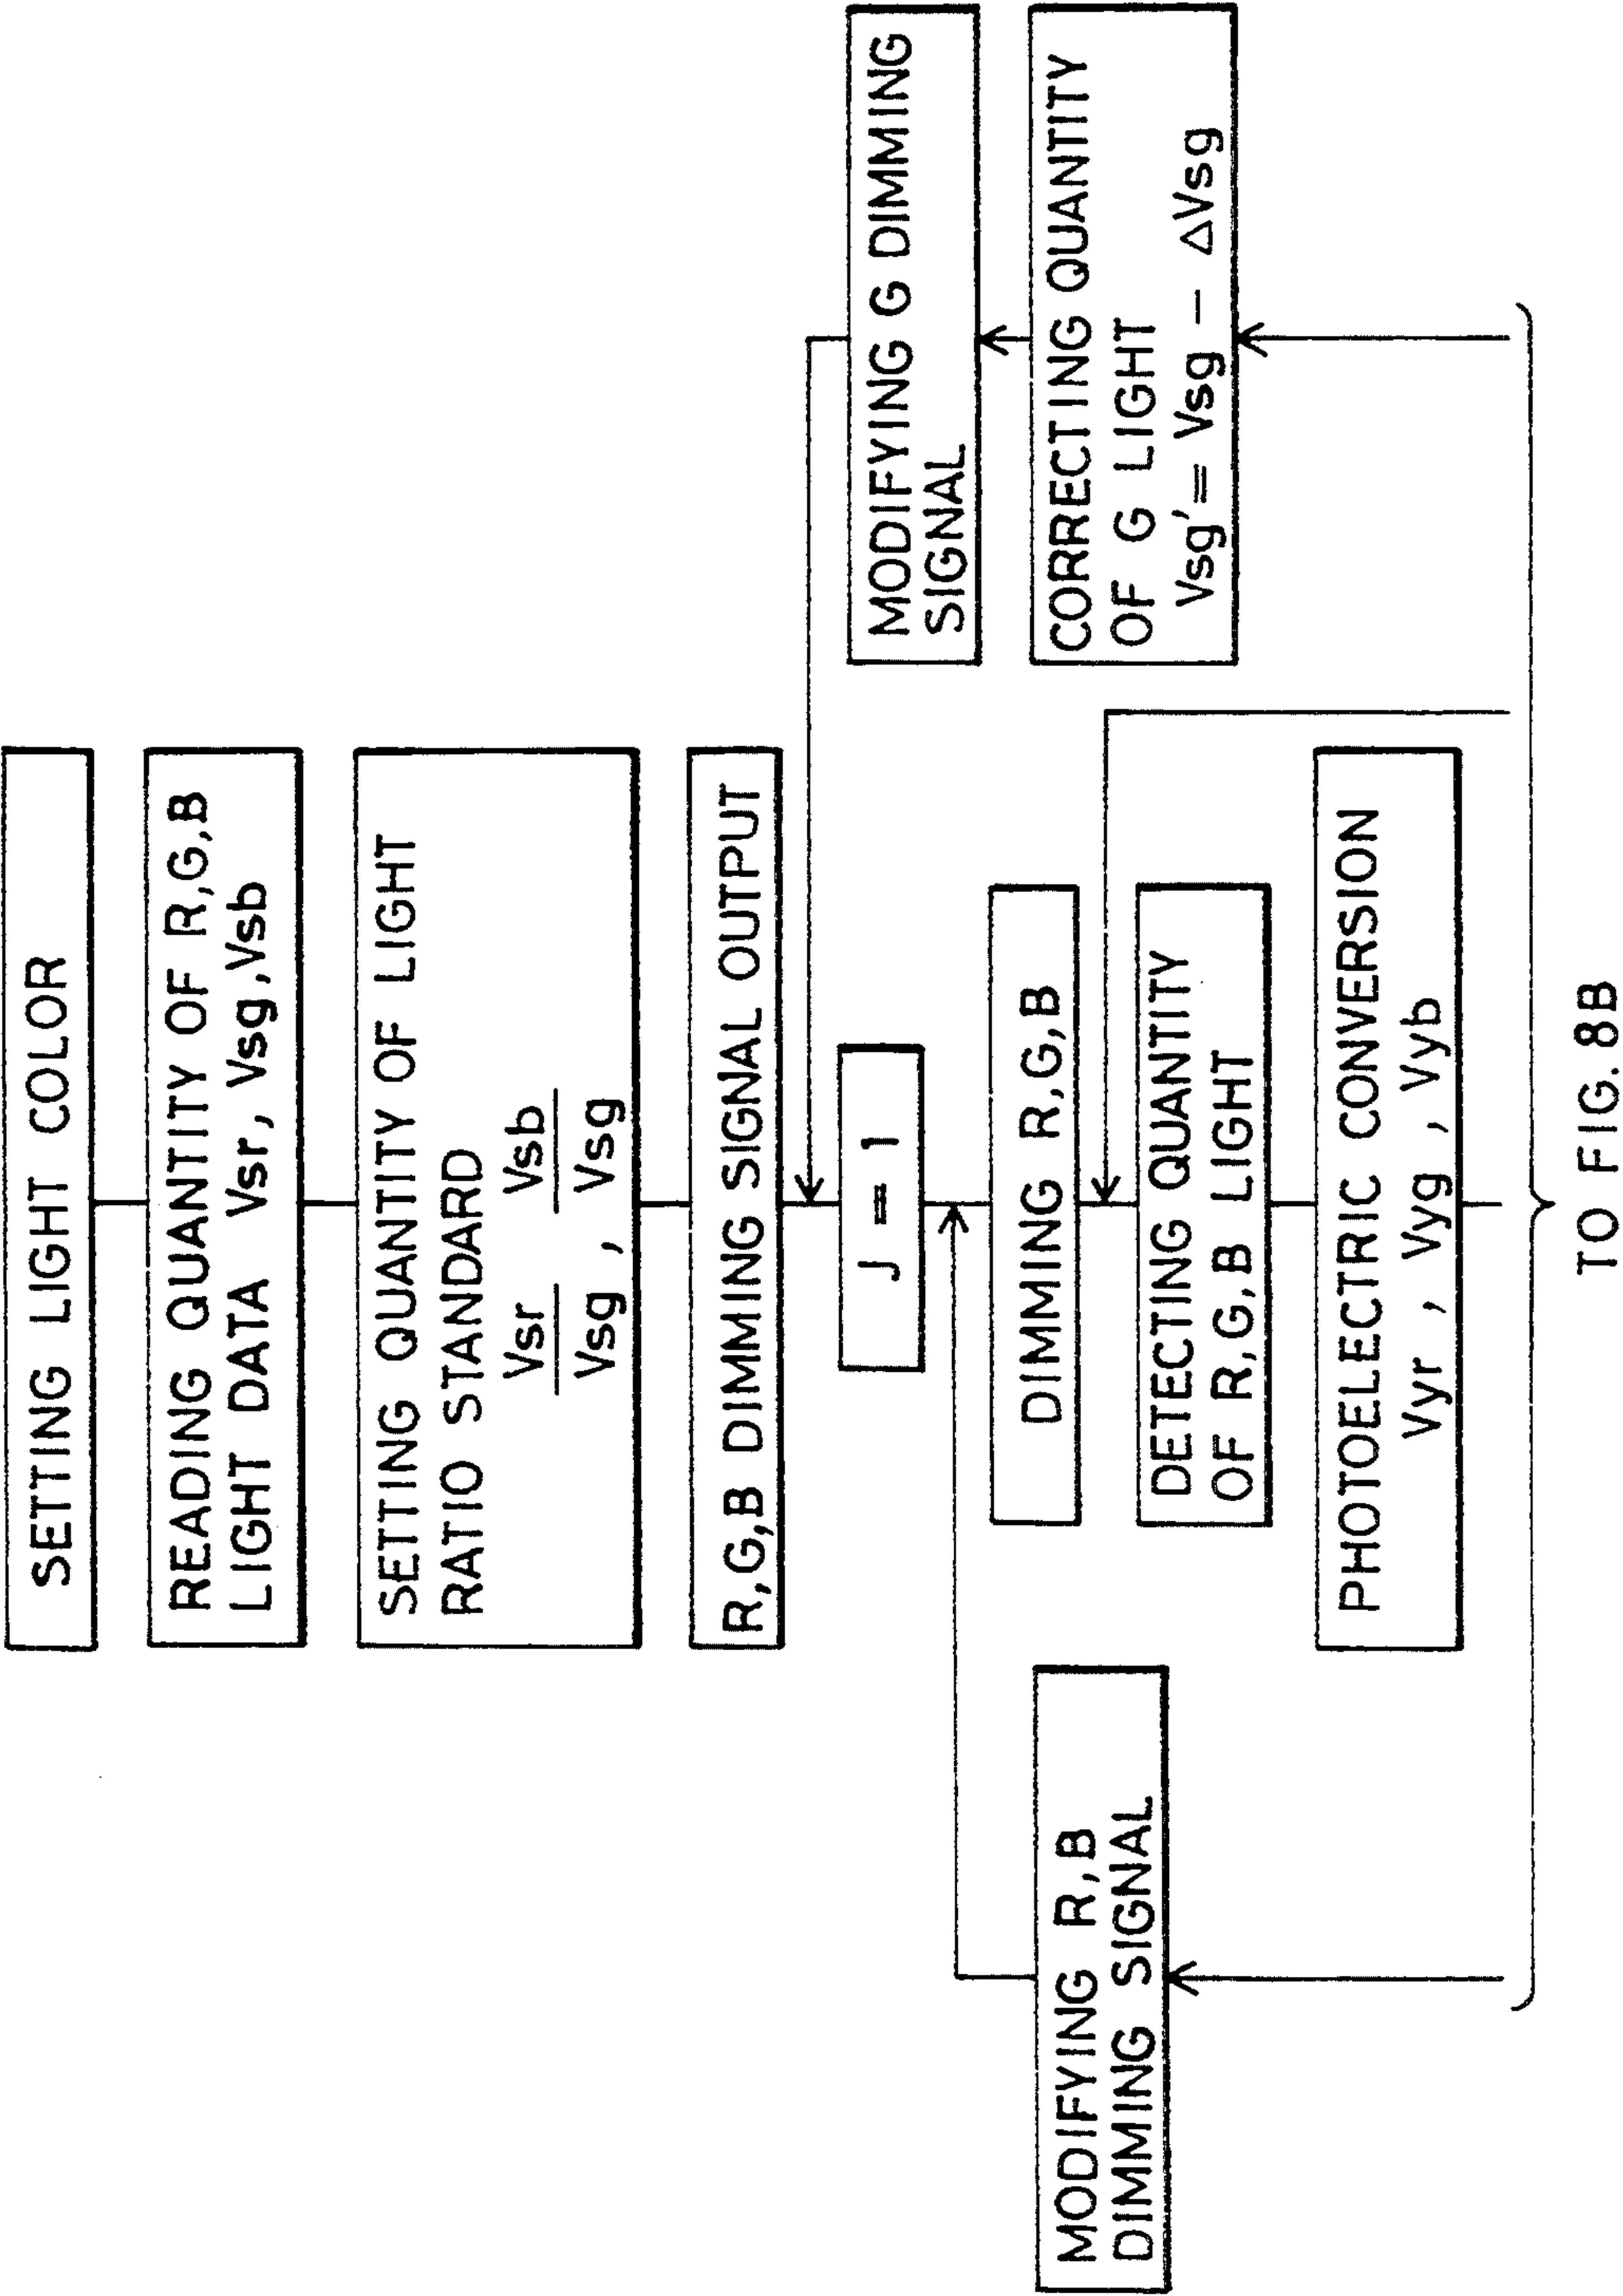 SETTING LIGHT COLOR
READING QUANTITY OF R,G,B
LIGHT DATA Vsr, Vsg,Vsb
SETTING QUANTITY OF LIGHT
RATIO STANDARD
Vsr Vsb
Vsg , Vsg
R,G,B DIMMING SIGNAL OUTPUT
J = 1
MODIFYING G DIMMING
SIGNAL
DIMMING R,G,B
CORRECTING QUANTITY
OF G LIGHT
Vsg'= Vsg − △Vsg
MODIFYING R,B
DIMMING SIGNAL
DETECTING QUANTITY
OF R,G,B LIGHT
PHOTOELECTRIC CONVERSION
Vyr , Vyg , Vyb
TO FIG. 8B